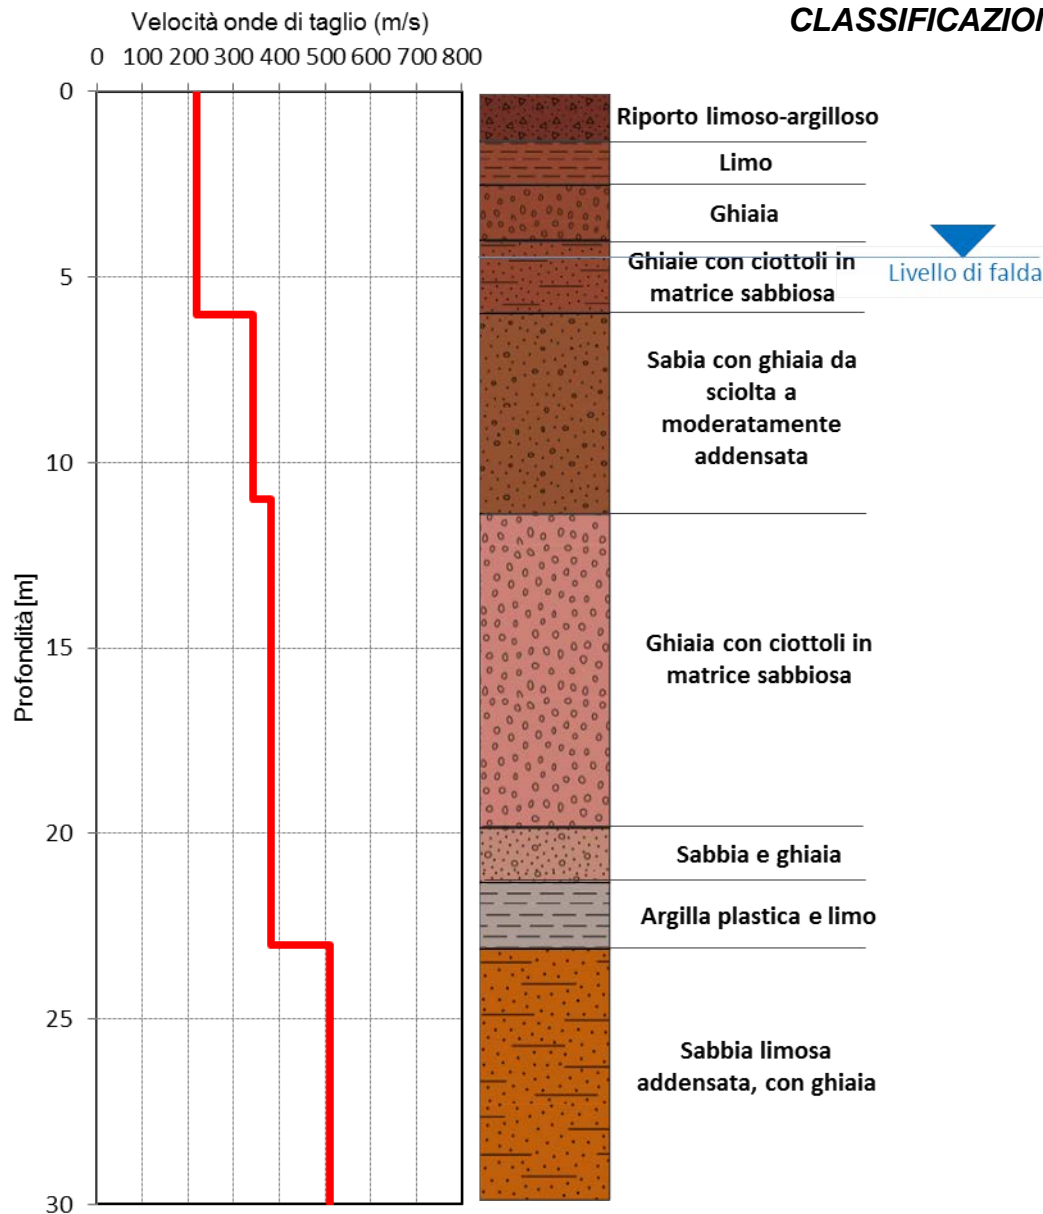 CLASSIFICAZION
Velocità onde di taglio (m/s)
0 100 200 300 400 500 600 700 800
0
Riporto limoso-argilloso
Limo
Ghiaia
Ghiaie con ciottoli in
matrice sabbiosa
Livello di falda
5
Sabia con ghiaia da
sciolta a
moderatamente
addensata
10
Profondità [m]
Ghiaia con ciottoli in
matrice sabbiosa
15
20
Sabbia e ghiaia
Argilla plastica e limo
25
Sabbia limosa
addensata, con ghiaia
30